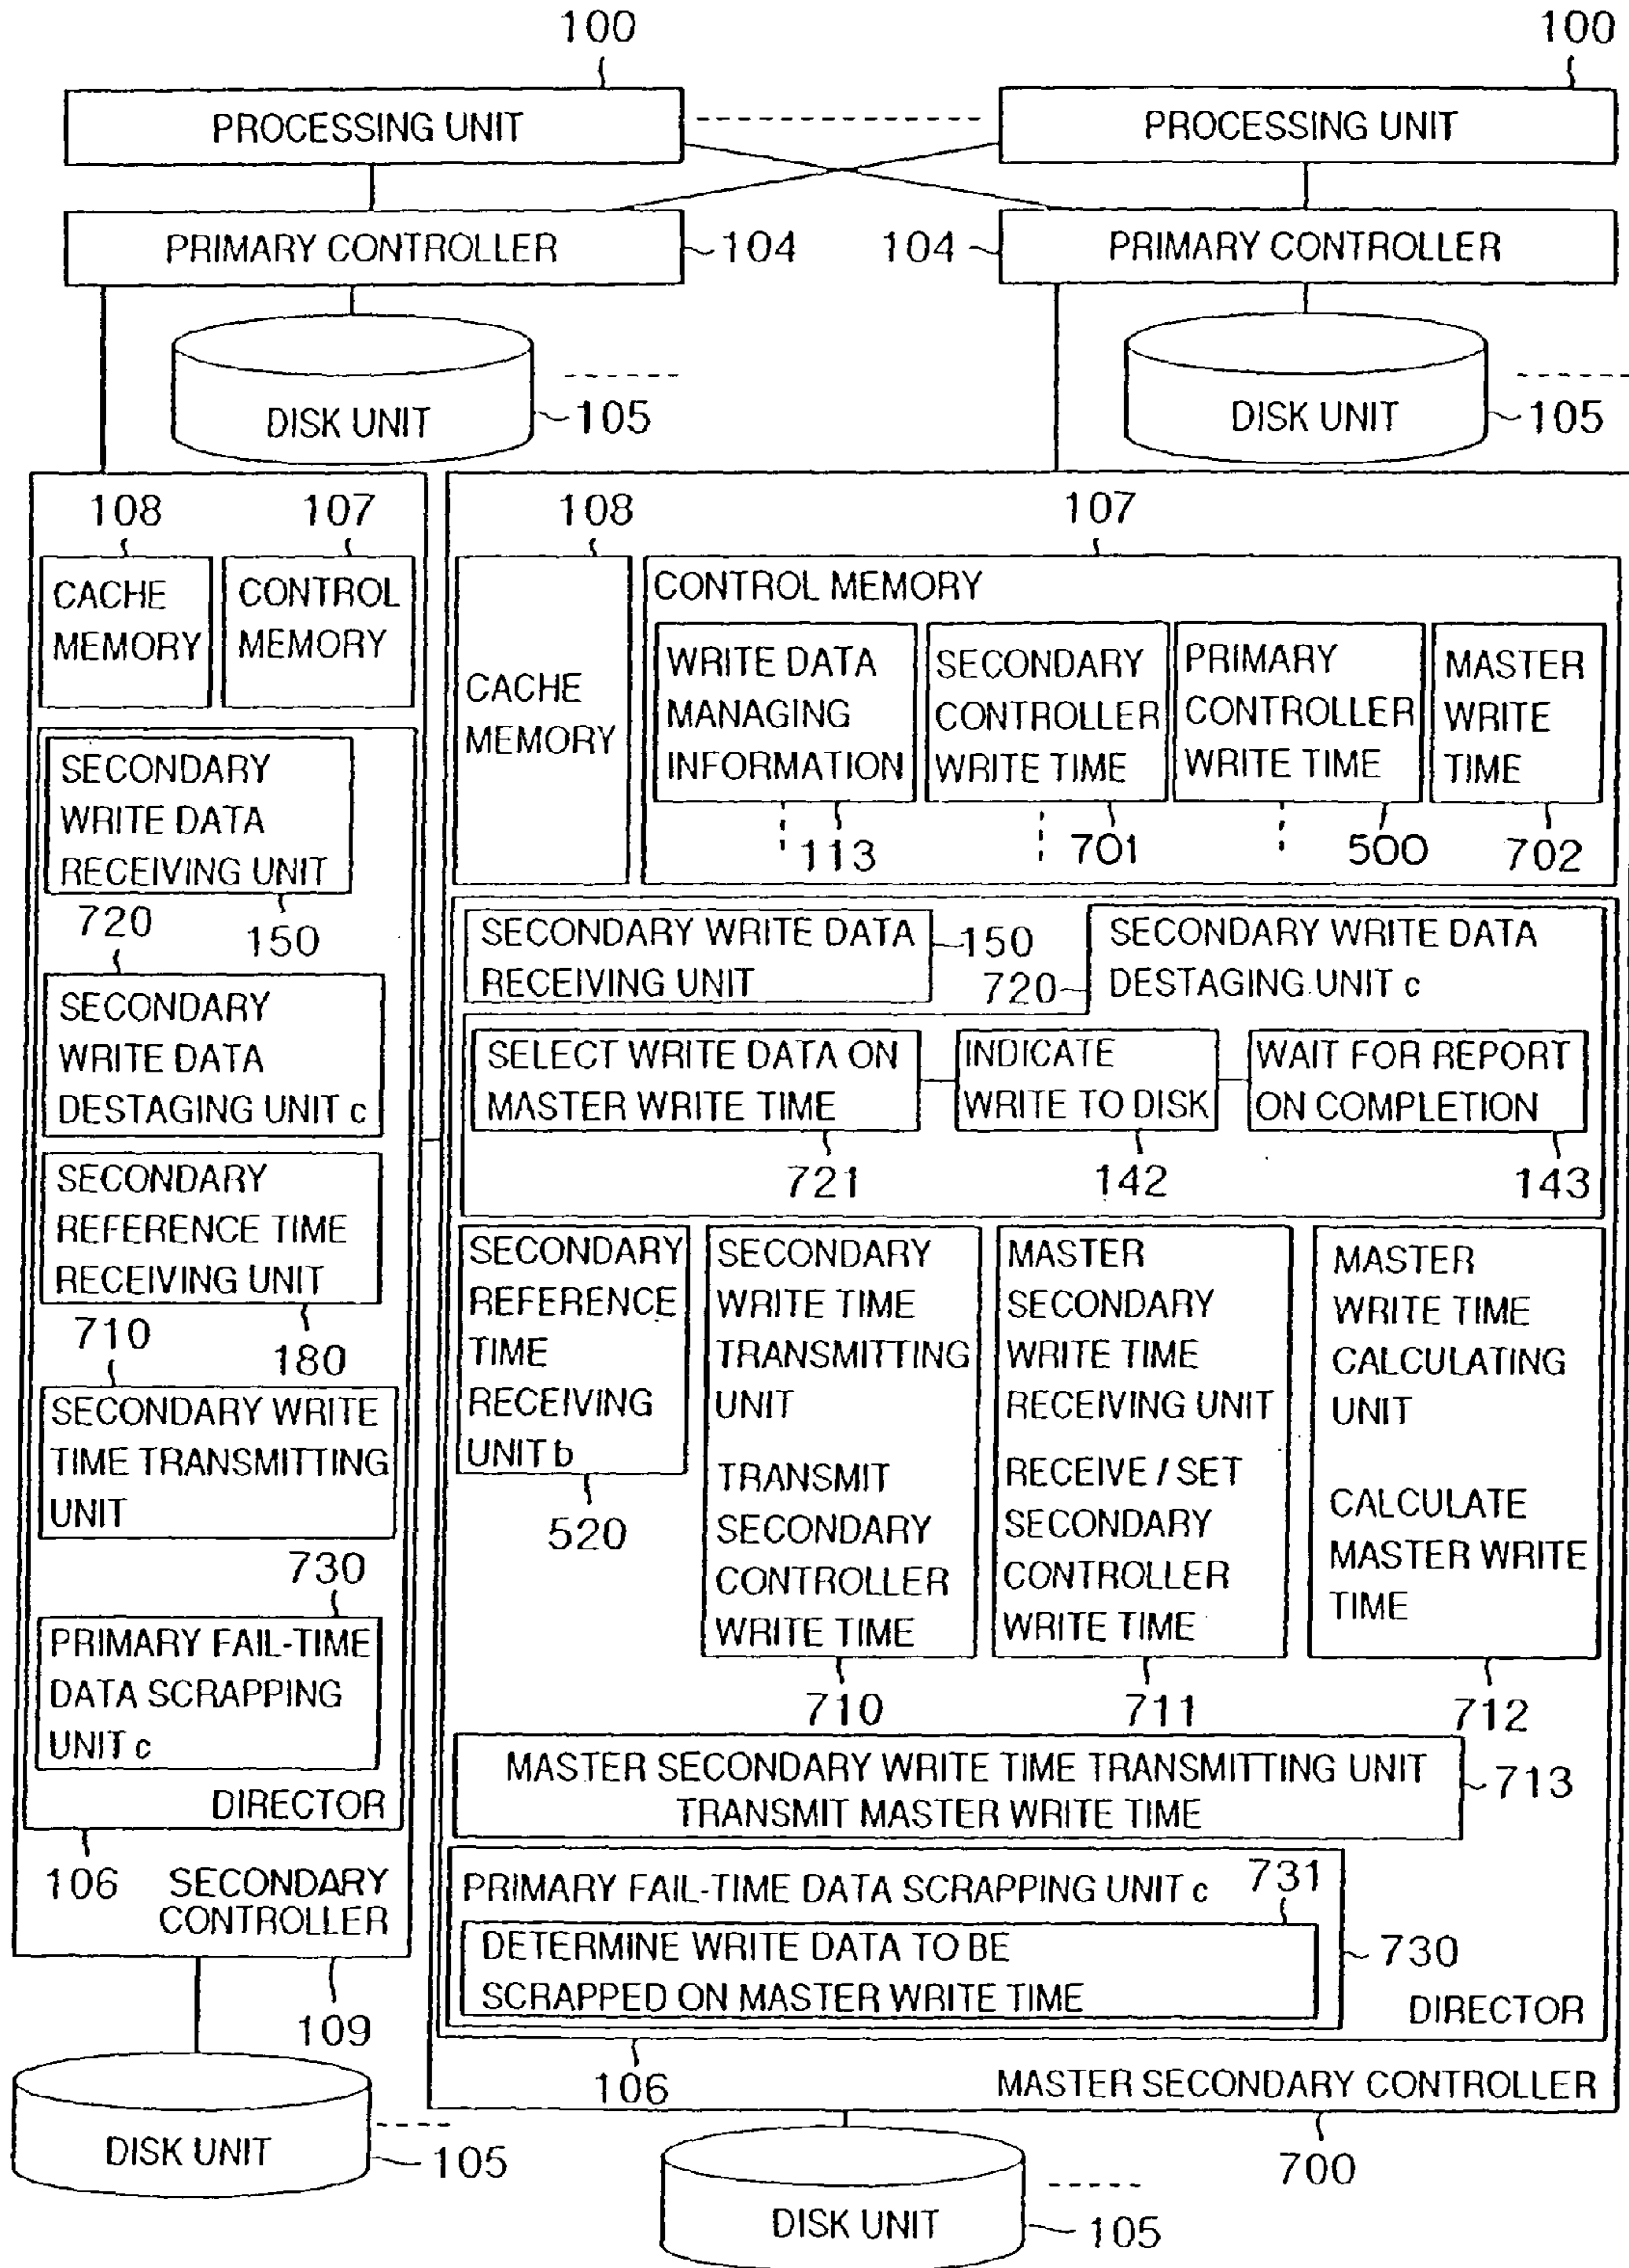 100
100
PROCESSING UNIT
PROCESSING UNIT
PRIMARY CONTROLLER
104
104
PRIMARY CONTROLLER
DISK UNIT
105
DISK UNIT
105
108
107
CACHE
MEMORY
CONTROL
MEMORY
SECONDARY
WRITE DATA
RECEIVING UNIT
720
150
SECONDARY
WRITE DATA
DESTAGING UNIT c
SECONDARY
REFERENCE TIME
RECEIVING UNIT
710
180
SECONDARY WRITE
TIME TRANSMITTING
UNIT
730
PRIMARY FAIL-TIME
DATA SCRAPPING
UNIT c
DIRECTOR
106
SECONDARY
CONTROLLER
109
DISK UNIT
105
108
107
CACHE
MEMORY
CONTROL MEMORY
WRITE DATA
MANAGING
INFORMATION
SECONDARY
CONTROLLER
WRITE TIME
PRIMARY
CONTROLLER
WRITE TIME
MASTER
WRITE
TIME
113
701
500
702
SECONDARY WRITE DATA
RECEIVING UNIT
150
720
SECONDARY WRITE DATA
DESTAGING UNIT c
SELECT WRITE DATA ON
MASTER WRITE TIME
INDICATE
WRITE TO DISK
WAIT FOR REPORT
ON COMPLETION
721
142
143
SECONDARY
REFERENCE
TIME
RECEIVING
UNIT b
520
SECONDARY
WRITE TIME
TRANSMITTING
UNIT
TRANSMIT
SECONDARY
CONTROLLER
WRITE TIME
710
MASTER
SECONDARY
WRITE TIME
RECEIVING UNIT
RECEIVE / SET
SECONDARY
CONTROLLER
WRITE TIME
711
MASTER
WRITE TIME
CALCULATING
UNIT
CALCULATE
MASTER WRITE
TIME
712
MASTER SECONDARY WRITE TIME TRANSMITTING UNIT
TRANSMIT MASTER WRITE TIME
713
PRIMARY FAIL-TIME DATA SCRAPPING UNIT c
731
DETERMINE WRITE DATA TO BE
SCRAPPED ON MASTER WRITE TIME
730
DIRECTOR
106
MASTER SECONDARY CONTROLLER
700
DISK UNIT
105